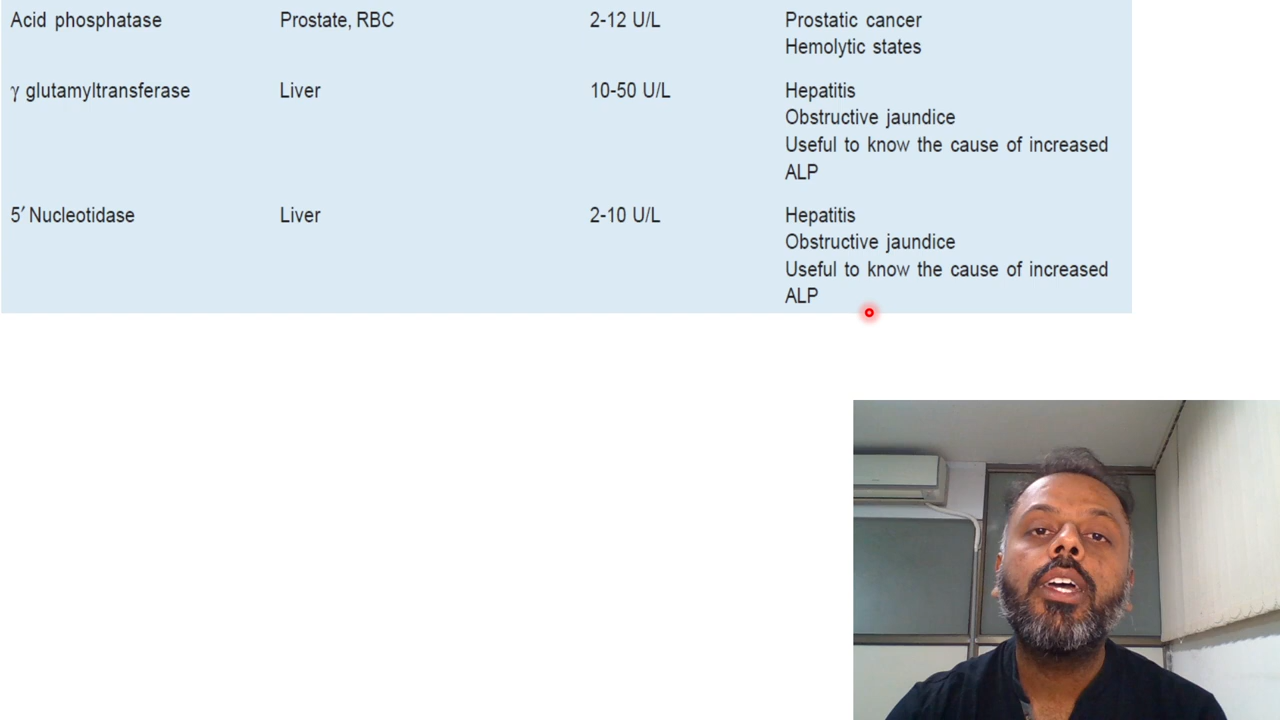 Acid phosphatase Prostate, RBC 2-12 U/L Prostatic cancer
Hemolytic states
γ glutamyltransferase Liver 10-50 U/L Hepatitis
Obstructive jaundice
Useful to know the cause of increased
ALP
5′ Nucleotidase Liver 2-10 U/L Hepatitis
Obstructive jaundice
Useful to know the cause of increased
ALP